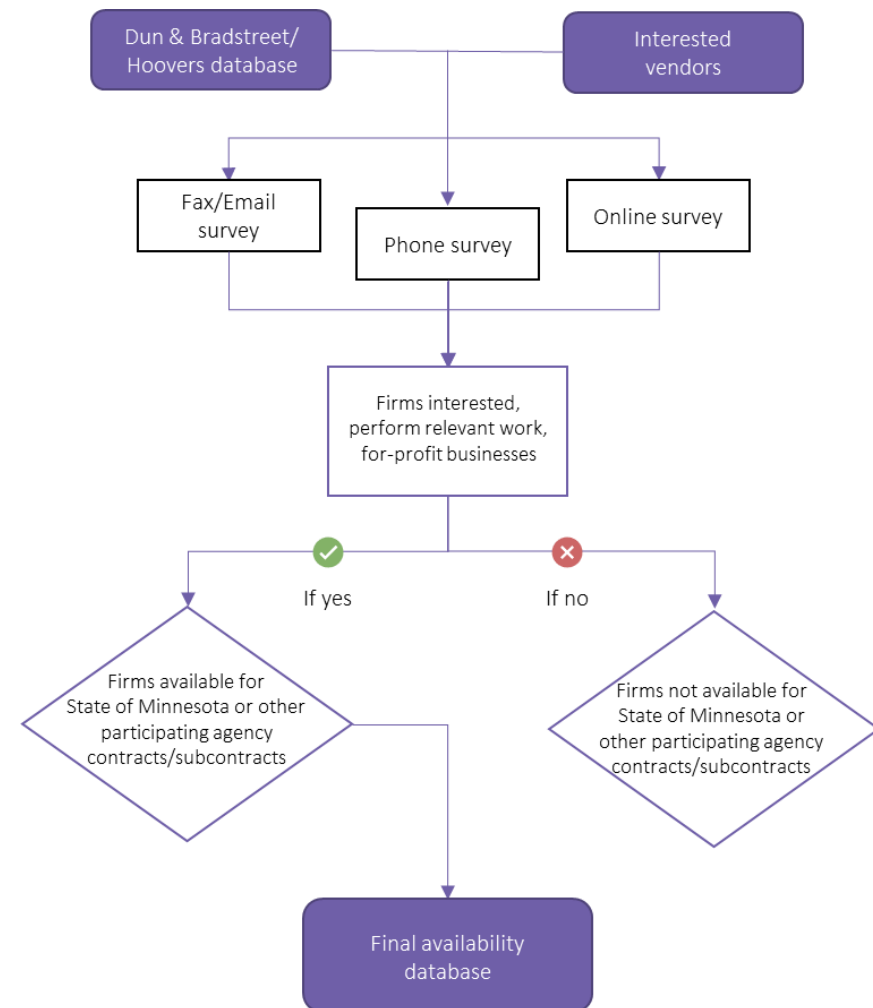 Dun & Bradstreet/
Hoovers database
Interested
vendors
Fax/Email
survey
Phone survey
Online survey
Firms interested,
perform relevant work,
for-profit businesses
If yes
If no
Firms available for
State of Minnesota or other
participating agency
contracts/subcontracts
Firms not available for
State of Minnesota or
other participating agency
contracts/subcontracts
Final availability
database